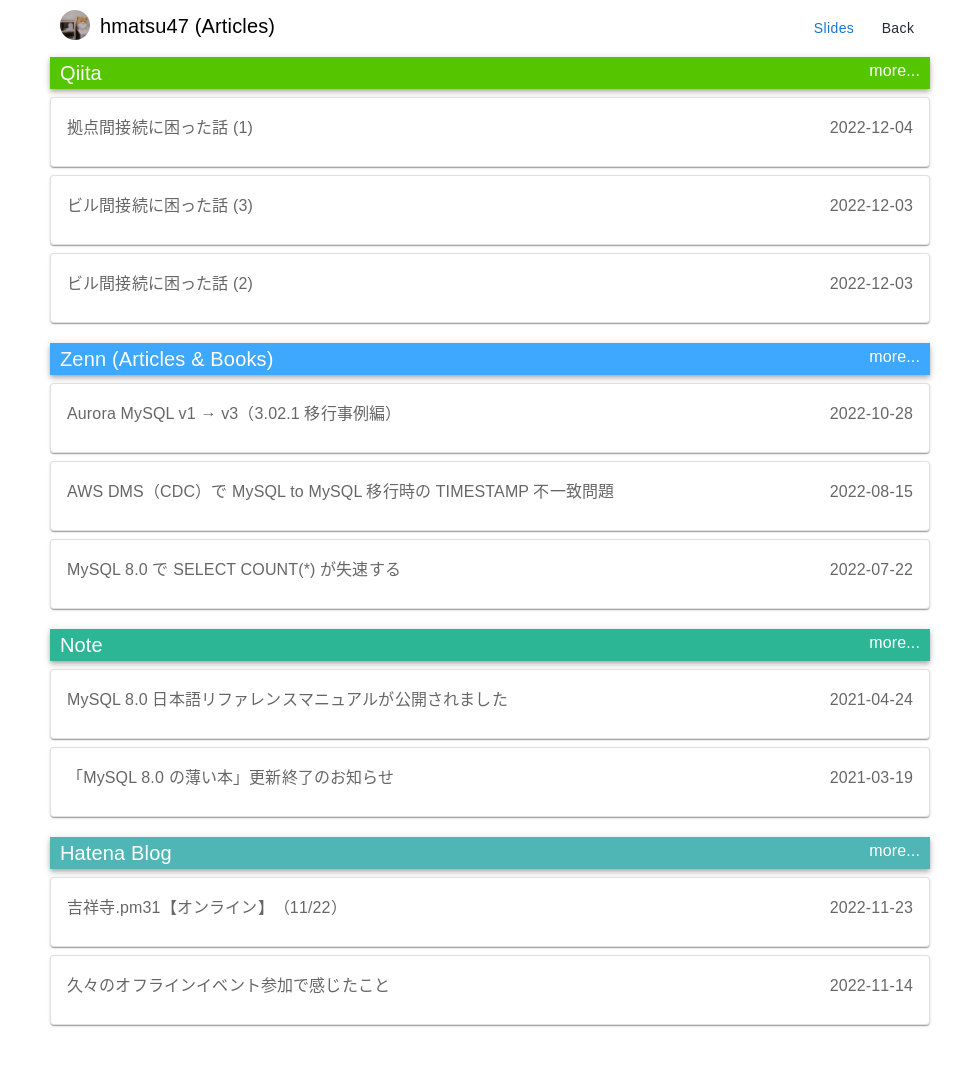 hmatsu47 (Articles)
Slides Back
Qiita more...
拠点間接続に困った話 (1) 2022-12-04
ビル間接続に困った話 (3) 2022-12-03
ビル間接続に困った話 (2) 2022-12-03
Zenn (Articles & Books) more...
Aurora MySQL v1 → v3（3.02.1 移行事例編） 2022-10-28
AWS DMS（CDC）で MySQL to MySQL 移行時の TIMESTAMP 不一致問題 2022-08-15
MySQL 8.0 で SELECT COUNT(*) が失速する 2022-07-22
Note more...
MySQL 8.0 日本語リファレンスマニュアルが公開されました 2021-04-24
「MySQL 8.0 の薄い本」更新終了のお知らせ 2021-03-19
Hatena Blog more...
吉祥寺.pm31【オンライン】（11/22） 2022-11-23
久々のオフラインイベント参加で感じたこと 2022-11-14